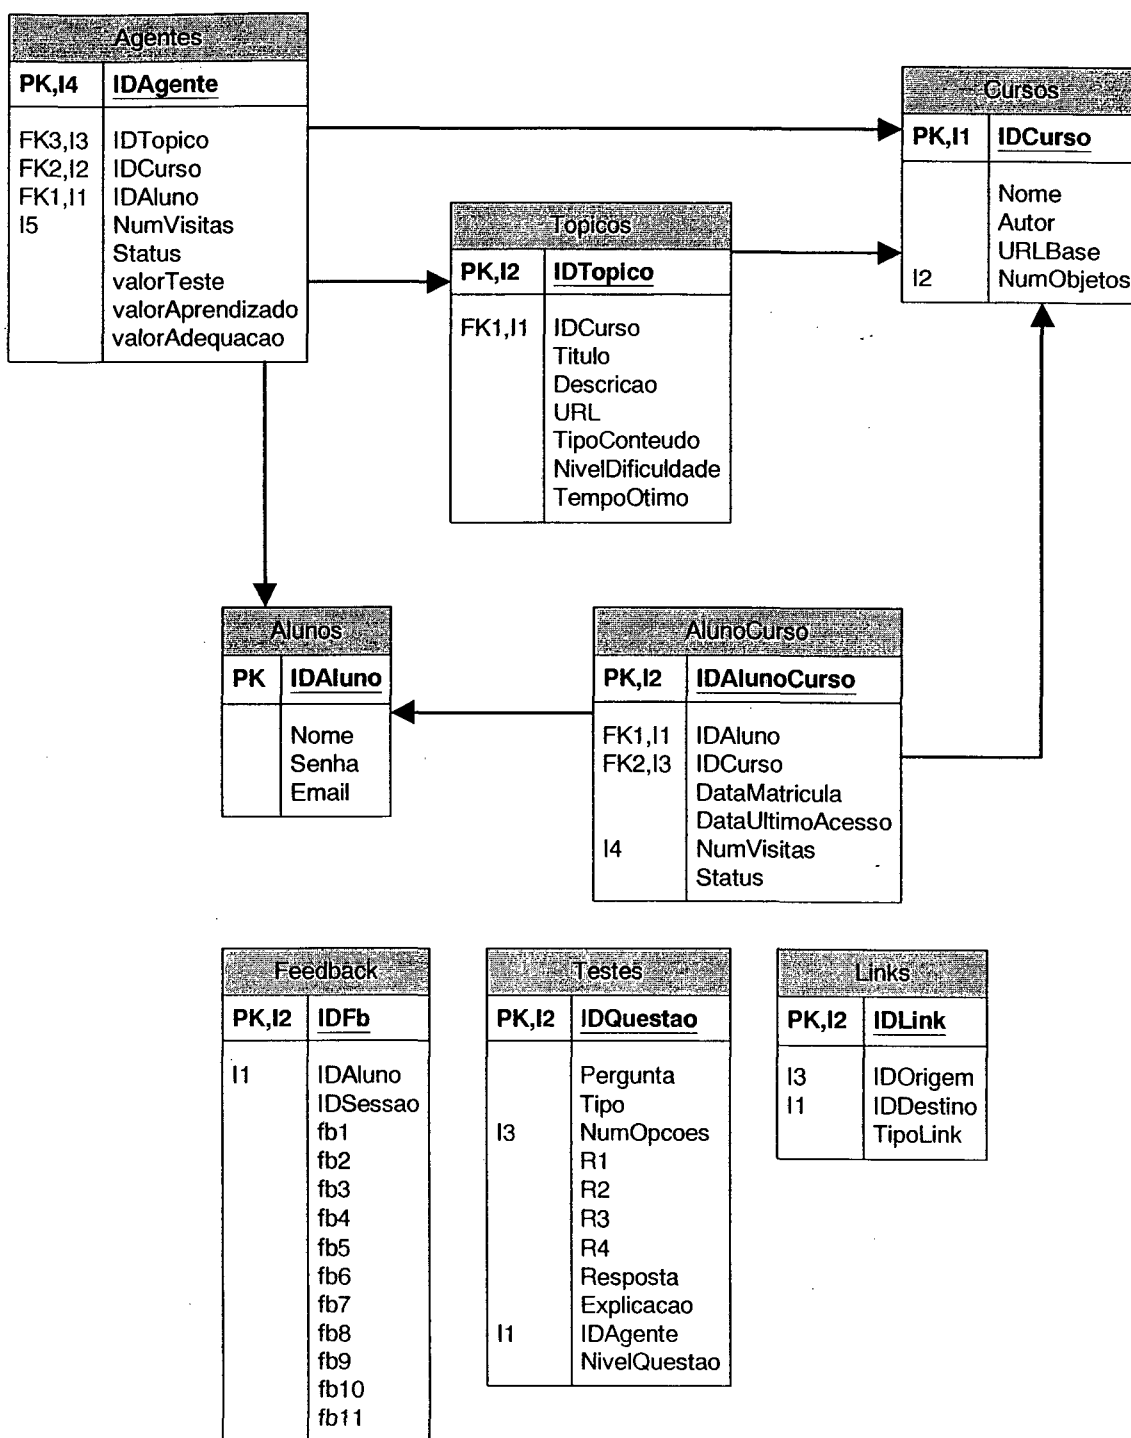 Agentes
PK,I4 IDAgente
FK3,I3 IDTopico
FK2,I2 IDCurso
FK1,I1 IDAluno
I5 NumVisitas
Status
valorTeste
valorAprendizado
valorAdequacao
Cursos
PK,I1 IDCurso
Nome
Autor
URLBase
I2 NumObjetos
Topicos
PK,I2 IDTopico
FK1,I1 IDCurso
Titulo
Descricao
URL
TipoConteudo
NivelDificuldade
TempoOtimo
Alunos
PK IDAluno
Nome
Senha
Email
AlunoCurso
PK,I2 IDAlunoCurso
FK1,I1 IDAluno
FK2,I3 IDCurso
DataMatricula
DataUltimoAcesso
I4 NumVisitas
Status
Feedback
PK,I2 IDFb
I1 IDAluno
IDSessao
fb1
fb2
fb3
fb4
fb5
fb6
fb7
fb8
fb9
fb10
fb11
Testes
PK,I2 IDQuestao
Pergunta
Tipo
I3 NumOpcoes
R1
R2
R3
R4
Resposta
Explicacao
I1 IDAgente
NivelQuestao
Links
PK,I2 IDLink
I3 IDOrigem
I1 IDDestino
TipoLink